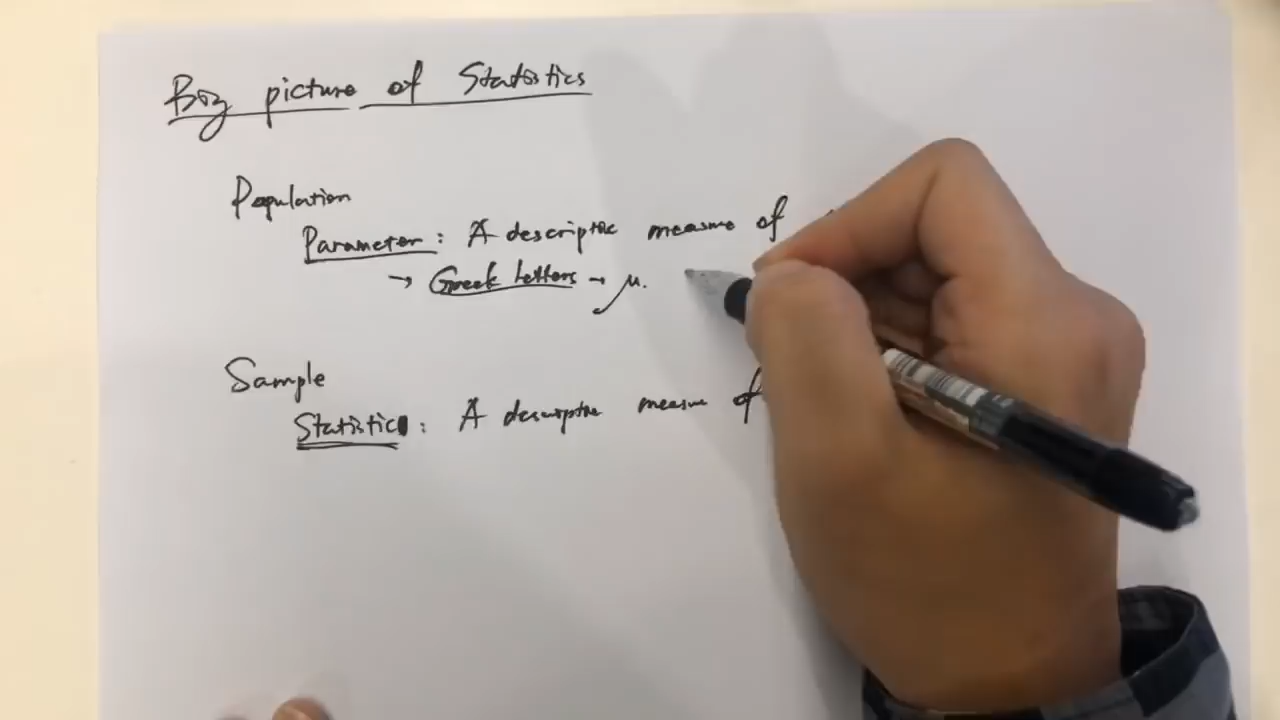 Big picture of Statistics
Population
Parameter: A descriptive measure of
→ Greek letters → μ.
Sample
Statistic: A descriptive measure of